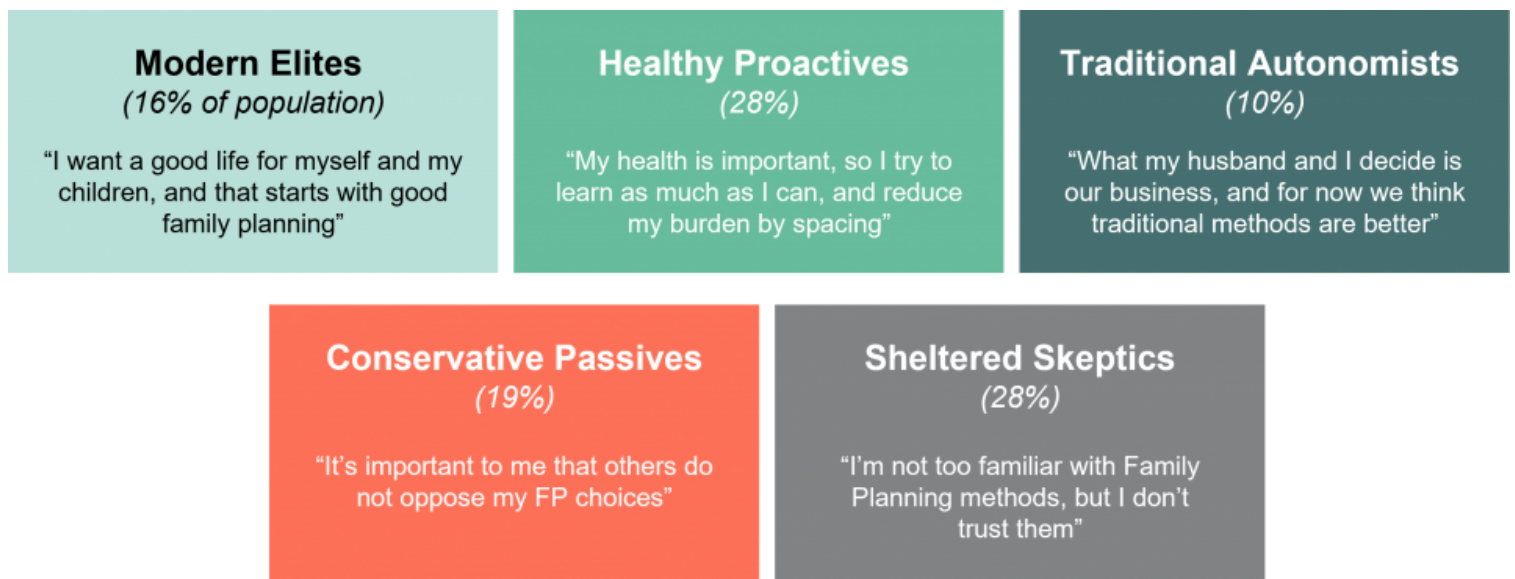 Modern Elites
(16% of population)
“I want a good life for myself and my
children, and that starts with good
family planning”
Healthy Proactives
(28%)
“My health is important, so I try to
learn as much as I can, and reduce
my burden by spacing”
Traditional Autonomists
(10%)
“What my husband and I decide is
our business, and for now we think
traditional methods are better”
Conservative Passives
(19%)
“It’s important to me that others do
not oppose my FP choices”
Sheltered Skeptics
(28%)
“I’m not too familiar with Family
Planning methods, but I don’t
trust them”